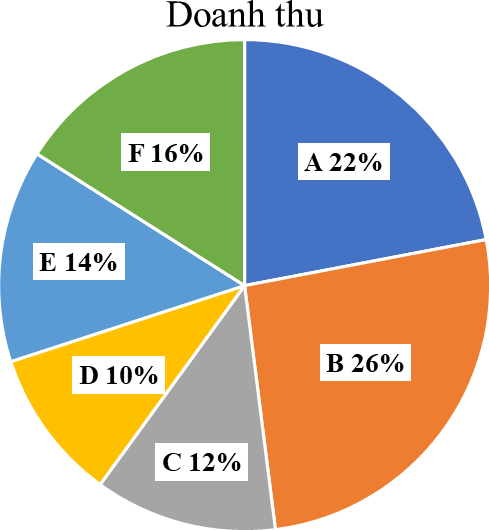 Doanh thu
F 16%
A 22%
E 14%
B 26%
D 10%
C 12%